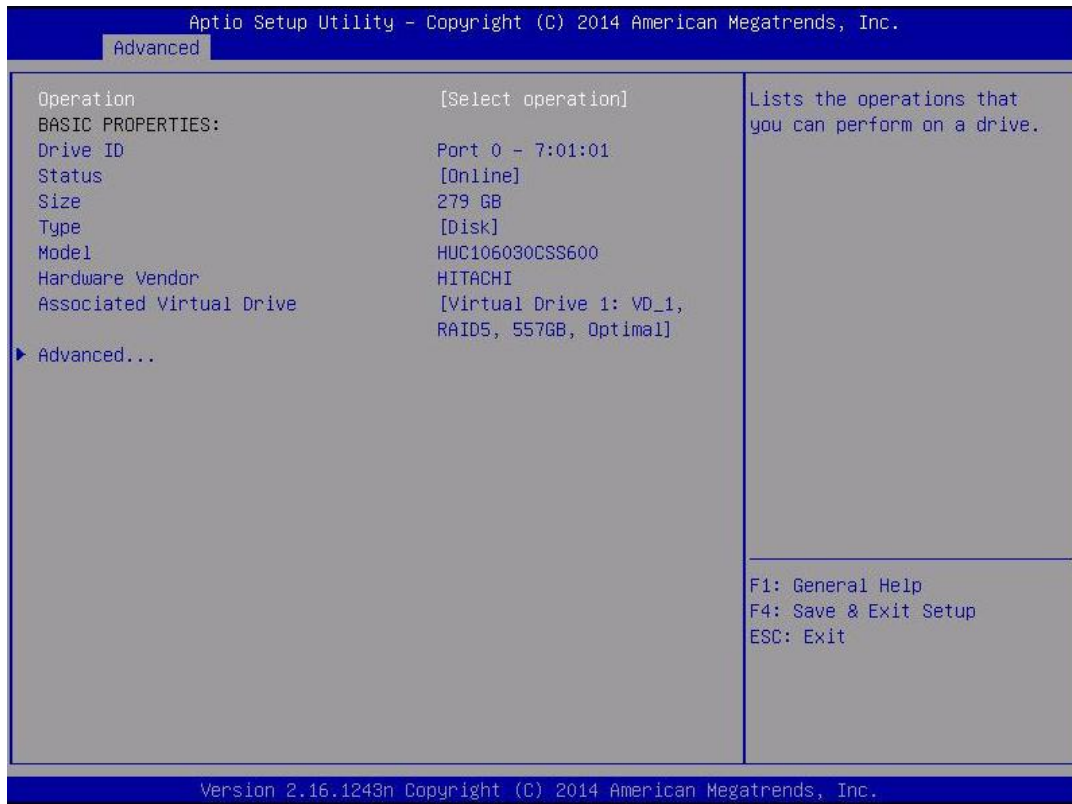 Aptio Setup Utility – Copyright (C) 2014 American Megatrends, Inc.
Advanced
Operation [Select operation]
BASIC PROPERTIES:
Drive ID Port 0 – 7:01:01
Status [Online]
Size 279 GB
Type [Disk]
Model HUC106030CSS600
Hardware Vendor HITACHI
Associated Virtual Drive [Virtual Drive 1: VD_1,
RAID5, 557GB, Optimal]
Advanced...
Lists the operations that
you can perform on a drive.
F1: General Help
F4: Save & Exit Setup
ESC: Exit
Version 2.16.1243n Copyright (C) 2014 American Megatrends, Inc.